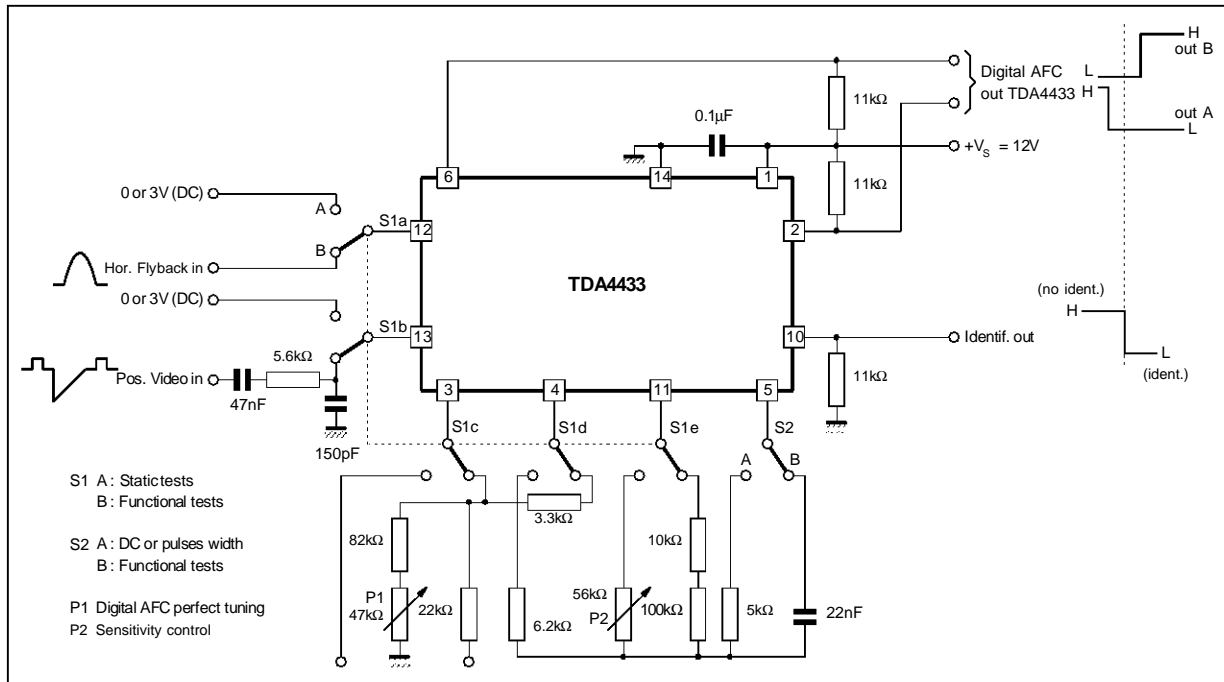 H
out B
L
H
out A
L
Digital AFC
out TDA4433
11kΩ
0.1µF
+VS = 12V
11kΩ
6
14
1
0 or 3V (DC)
A
S1a
12
2
B
Hor. Flyback in
TDA4433
0 or 3V (DC)
(no ident.)
H
S1b
13
10
Identif. out
L
(ident.)
5.6kΩ
Pos. Video in
47nF
3
4
11
5
11kΩ
150pF
S1c
S1d
S1e
S2
A
B
S1 A : Static tests
B : Functional tests
3.3kΩ
S2 A : DC or pulses width
B : Functional tests
82kΩ
10kΩ
P1
47kΩ
22kΩ
6.2kΩ
56kΩ
P2
100kΩ
5kΩ
22nF
P1 Digital AFC perfect tuning
P2 Sensitivity control